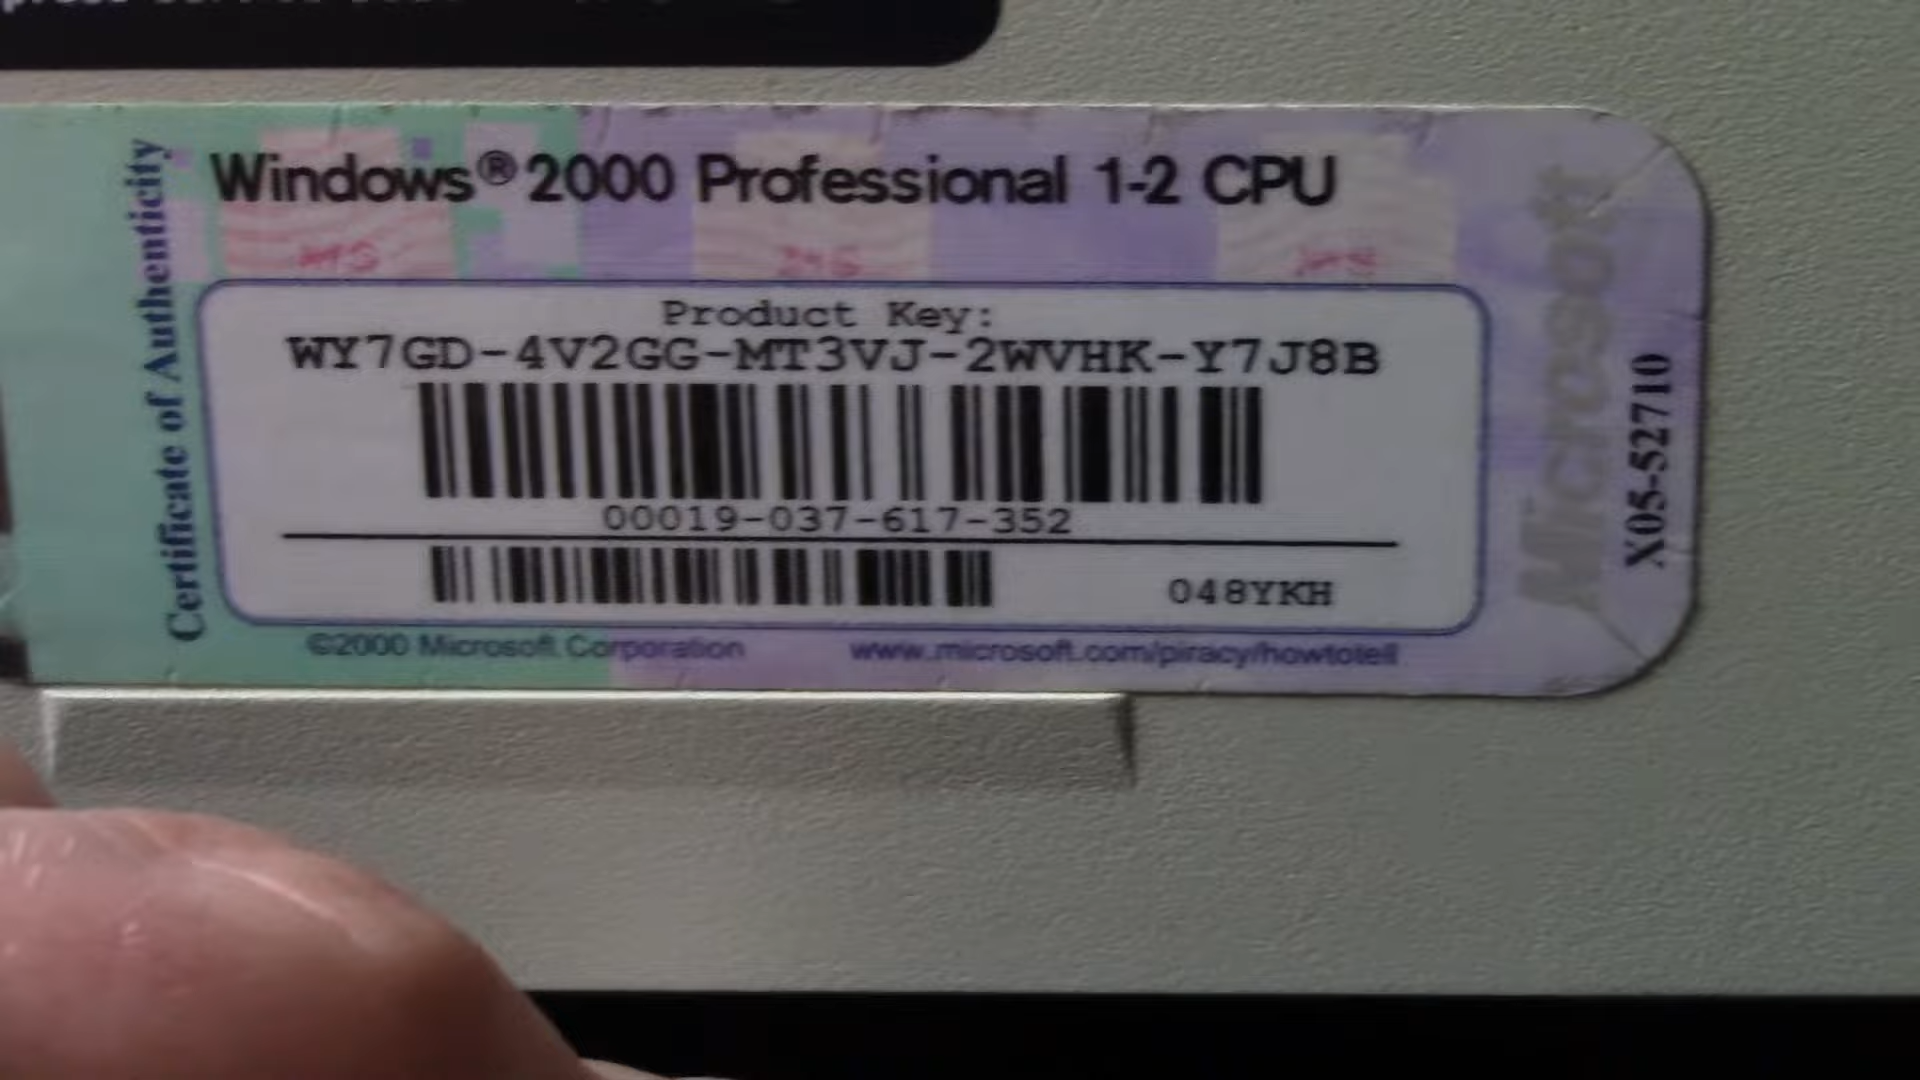 Windows® 2000 Professional 1-2 CPU
Certificate of Authenticity
Product Key:
WY7GD-4V2GG-MT3VJ-2WVHK-Y7J8B
00019-037-617-352
048YKH
©2000 Microsoft Corporation
www.microsoft.com/piracy/howtotell
Microsoft
X05-52710